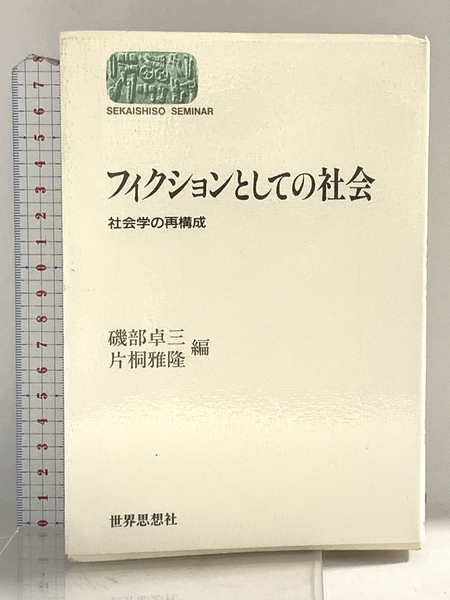 SEKAISHISO SEMINAR
フィクションとしての社会
社会学の再構成
磯部卓三
片桐雅隆
編
世界思想社